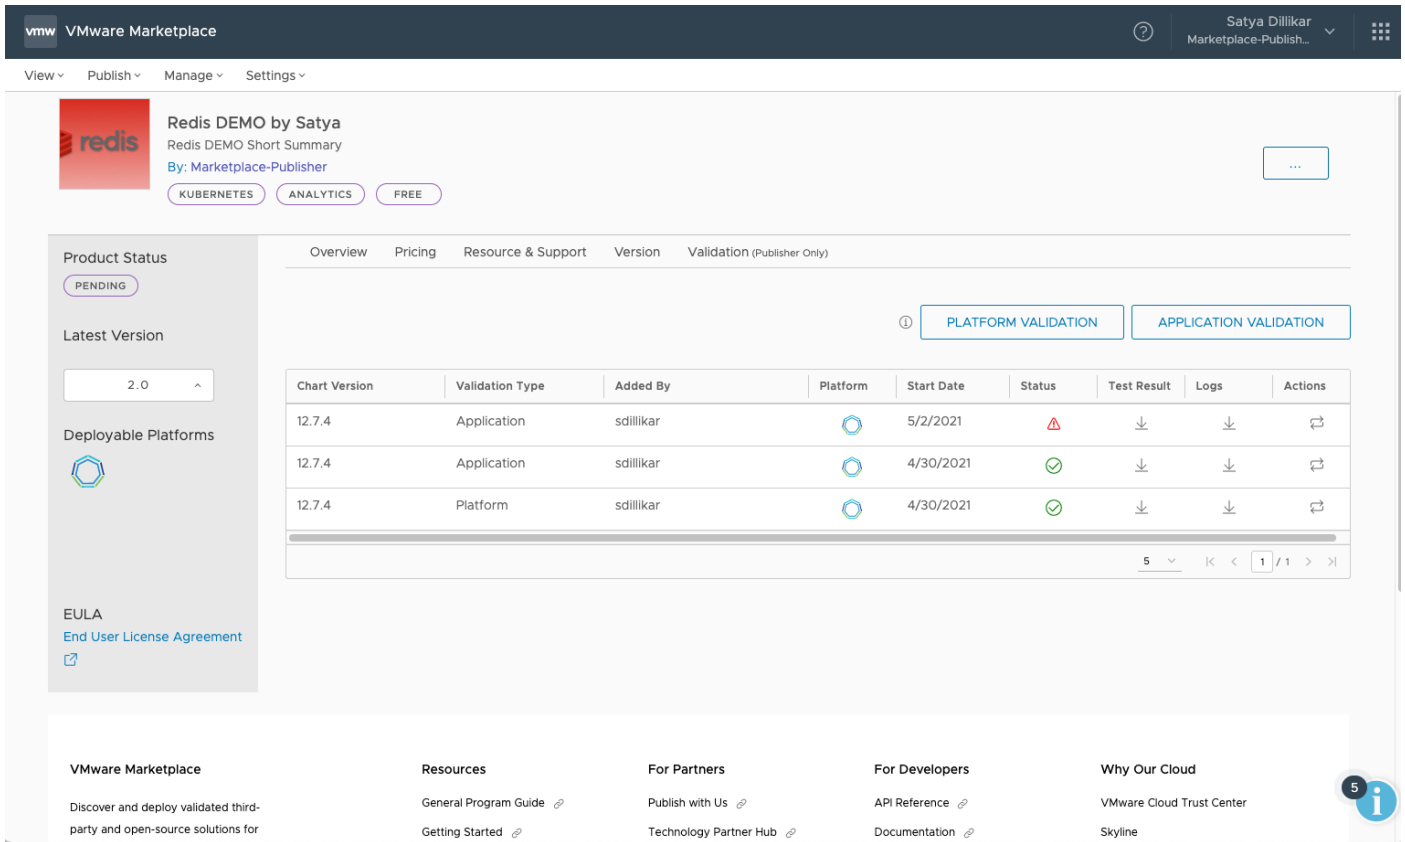 vmw VMware Marketplace
?
Satya Dillikar
Marketplace-Publish...
View Publish Manage Settings
redis
Redis DEMO by Satya
Redis DEMO Short Summary
By: Marketplace-Publisher
KUBERNETES ANALYTICS FREE
...
Product Status
PENDING
Latest Version
2.0
Deployable Platforms
EULA
End User License Agreement
Overview Pricing Resource & Support Version Validation (Publisher Only)
PLATFORM VALIDATION APPLICATION VALIDATION
Chart Version Validation Type Added By Platform Start Date Status Test Result Logs Actions
12.7.4 Application sdillikar 5/2/2021
12.7.4 Application sdillikar 4/30/2021
12.7.4 Platform sdillikar 4/30/2021
5 1 / 1
VMware Marketplace
Discover and deploy validated third-
party and open-source solutions for
Resources
General Program Guide
Getting Started
For Partners
Publish with Us
Technology Partner Hub
For Developers
API Reference
Documentation
Why Our Cloud
VMware Cloud Trust Center
Skyline
5
i